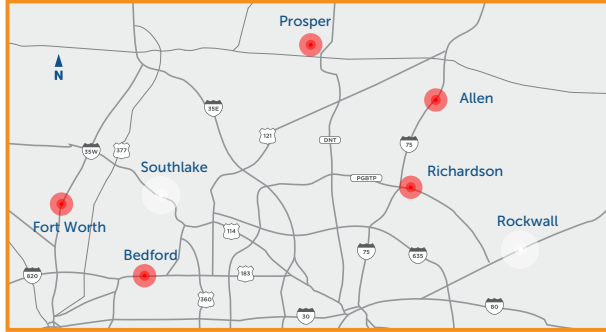 Prosper
N
Allen
35E
121
DNT
75
35W
377
Southlake
PGBTP
Richardson
Fort Worth
Rockwall
114
Bedford
75
635
820
183
360
80
30